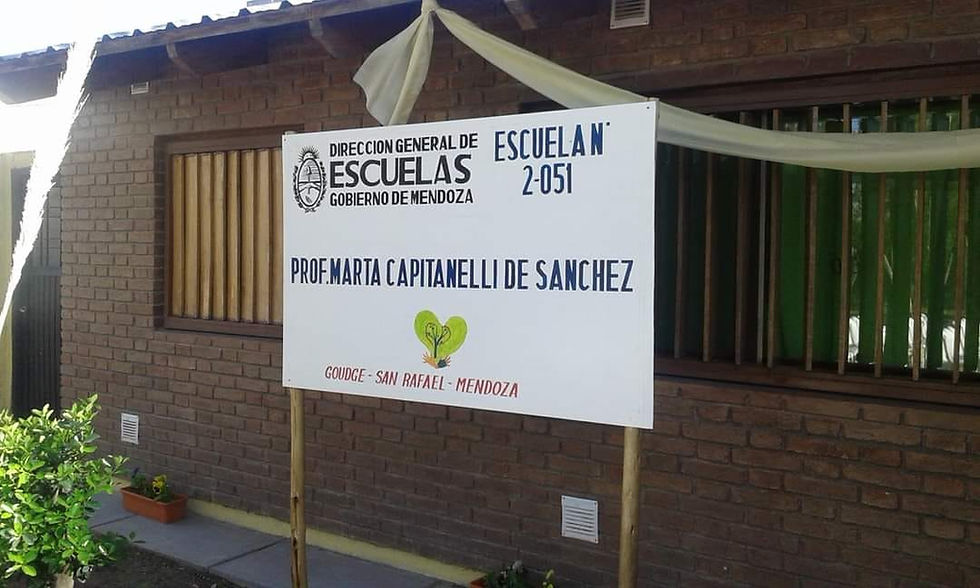 DIRECCION GENERAL DE
ESCUELAS
GOBIERNO DE MENDOZA
ESCUELA N°
2-051
PROF. MARTA CAPITANELLI DE SANCHEZ
GOUDGE - SAN RAFAEL - MENDOZA